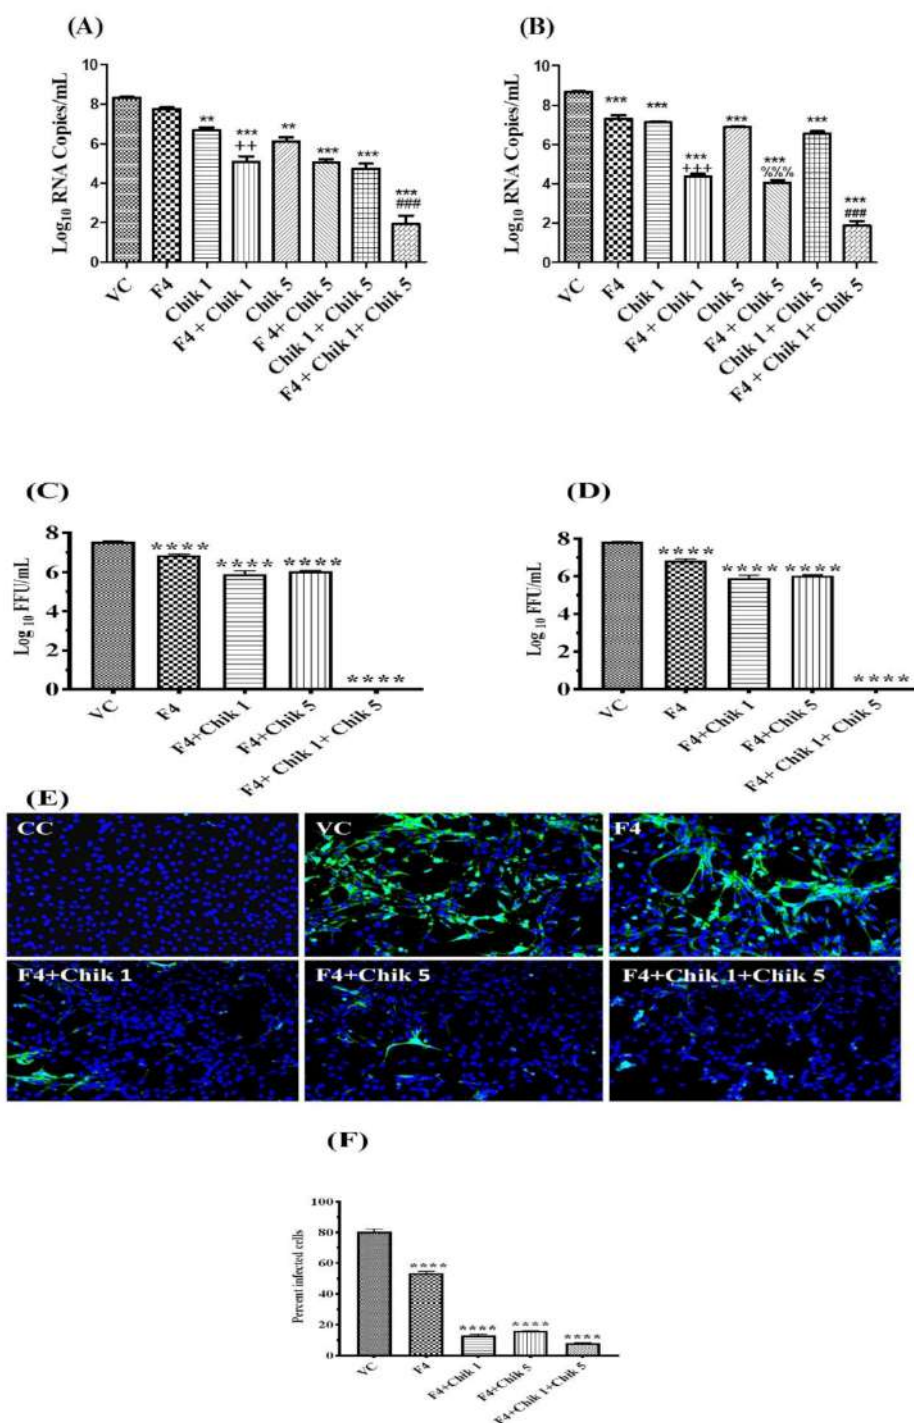 (A)
Log10 RNA Copies/mL
10
8
6
4
2
0
**
***
++
**
***
***
***
###
VC
F4
Chik 1
F4 + Chik 1
Chik 5
F4+ Chik 5
Chik 1 + Chik 5
F4 + Chik 1+ Chik 5
(B)
Log10 RNA Copies/mL
10
8
6
4
2
0
***
***
***
+++
***
***
%%%
***
***
###
VC
F4
Chik 1
F4 + Chik 1
Chik 5
F4 + Chik 5
Chik 1 + Chik 5
F4 + Chik 1+ Chik 5
(C)
Log 10 FFU/mL
8
6
4
2
0
****
****
****
****
VC
F4
F4+Chik 1
F4+Chik 5
F4+ Chik 1+ Chik 5
(D)
Log 10 FFU/mL
8
6
4
2
0
****
****
****
****
VC
F4
F4+Chik 1
F4+Chik 5
F4+ Chik 1+ Chik 5
(E)
CC
VC
F4
F4+Chik 1
F4+Chik 5
F4+Chik 1+Chik 5
(F)
Percent infected cells
100
80
60
40
20
0
****
****
****
****
VC
F4
F4+Chik 1
F4+Chik 5
F4+Chik 1+Chik 5